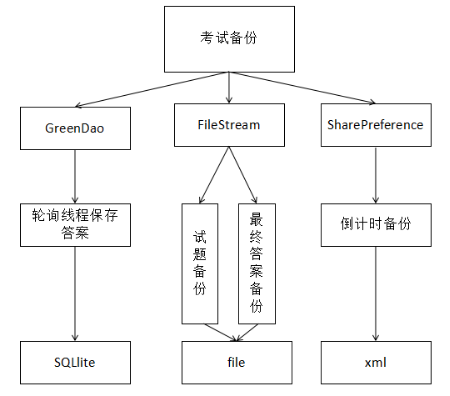 考试备份
GreenDao
FileStream
SharePreference
轮询线程保存
答案
试题备份
最终答案备份
倒计时备份
SQLlite
file
xml